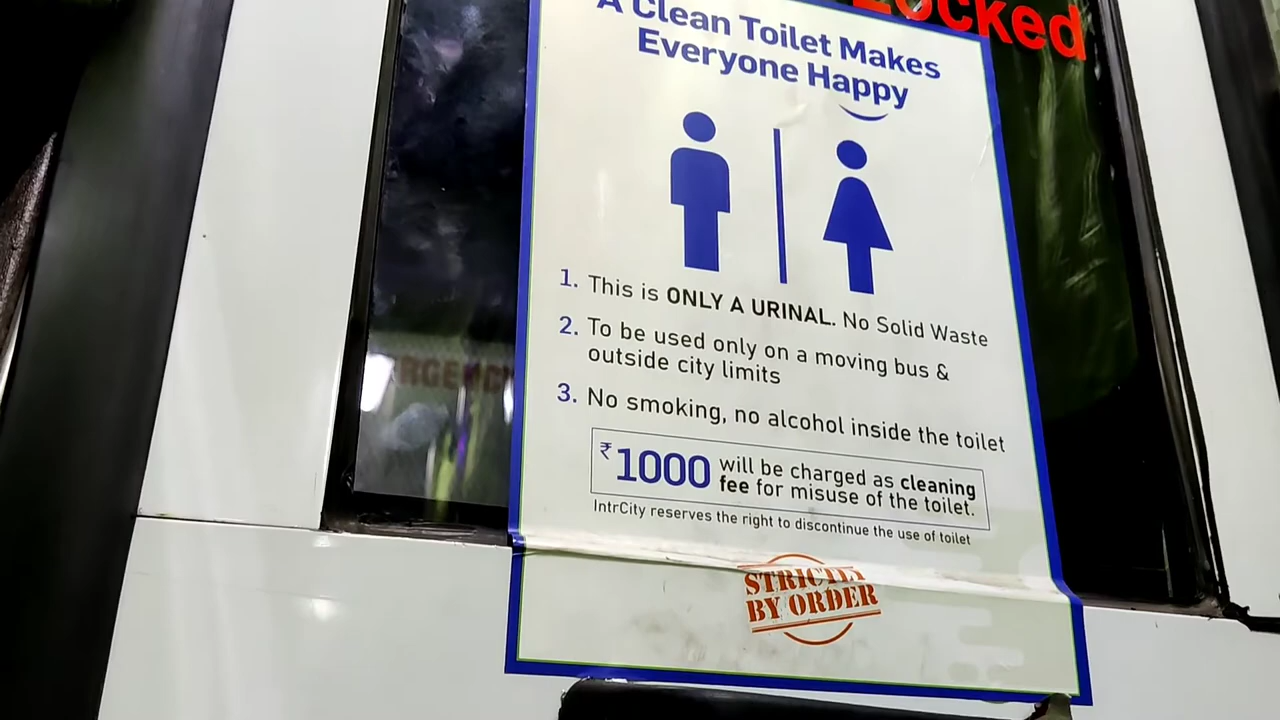 Locked
A Clean Toilet Makes
Everyone Happy
1. This is ONLY A URINAL. No Solid Waste
2. To be used only on a moving bus &
outside city limits
3. No smoking, no alcohol inside the toilet
₹1000 will be charged as cleaning
fee for misuse of the toilet.
IntrCity reserves the right to discontinue the use of toilet
STRICTLY
BY ORDER